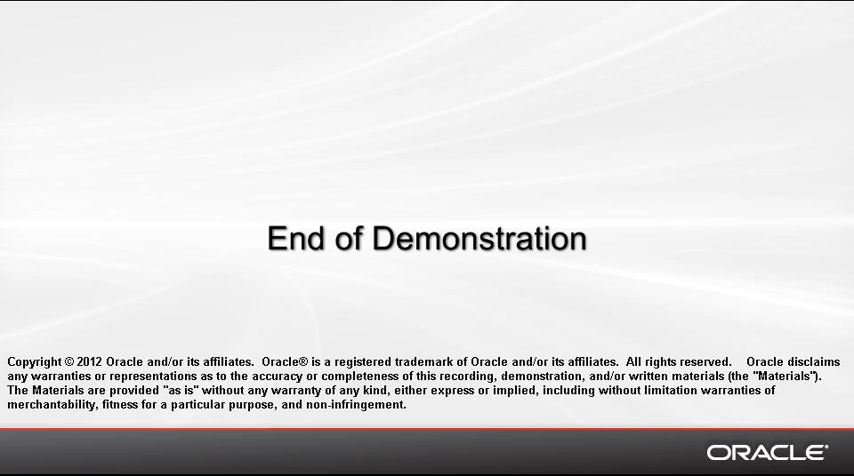 End of Demonstration
Copyright © 2012 Oracle and/or its affiliates.  Oracle® is a registered trademark of Oracle and/or its affiliates.  All rights reserved.    Oracle disclaims
any warranties or representations as to the accuracy or completeness of this recording, demonstration, and/or written materials (the "Materials").
The Materials are provided "as is" without any warranty of any kind, either express or implied, including without limitation warranties of
merchantability, fitness for a particular purpose, and non-infringement.
ORACLE®